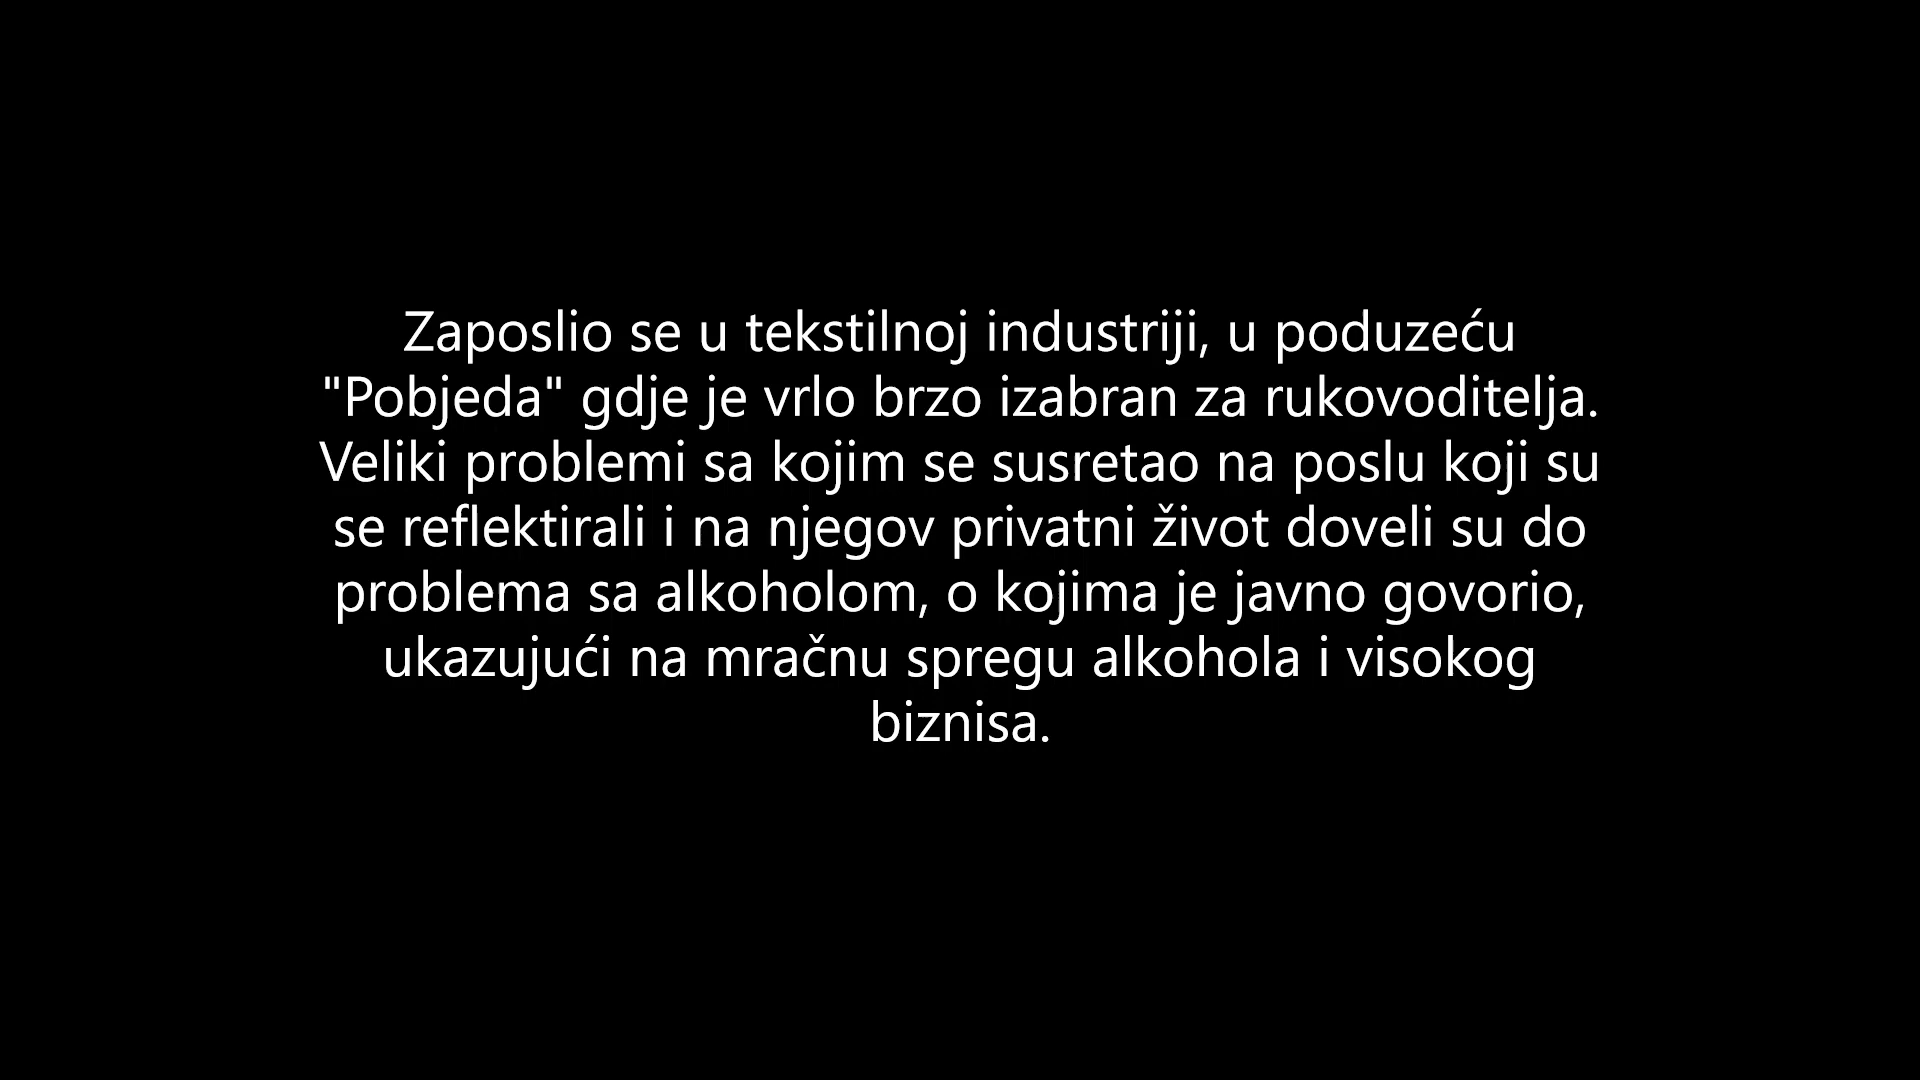 Zaposlio se u tekstilnoj industriji, u poduzeću
"Pobjeda" gdje je vrlo brzo izabran za rukovoditelja.
Veliki problemi sa kojim se susretao na poslu koji su
se reflektirali i na njegov privatni život doveli su do
problema sa alkoholom, o kojima je javno govorio,
ukazujući na mračnu spregu alkohola i visokog
biznisa.